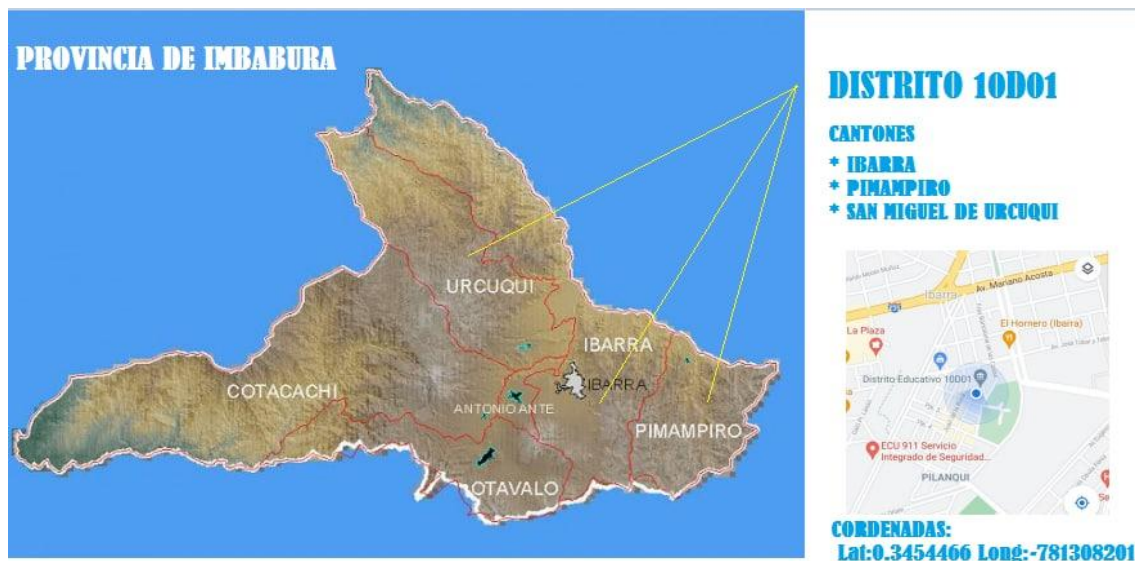 PROVINCIA DE IMBABURA
URCUQUI
IBARRA
IBARRA
COTACACHI
ANTONIO ANTE
PIMAMPIRO
OTAVALO
DISTRITO 10D01
CANTONES
* IBARRA
* PIMAMPIRO
* SAN MIGUEL DE URCUQUI
Av. Mariano Acosta
Ibarra
La Plaza
El Hornero (Ibarra)
Distrito Educativo 10D01
ECU 911 Servicio
Integrado de Seguridad...
PILANQUI
Se
CORDENADAS:
Lat:0.3454466 Long:-781308201